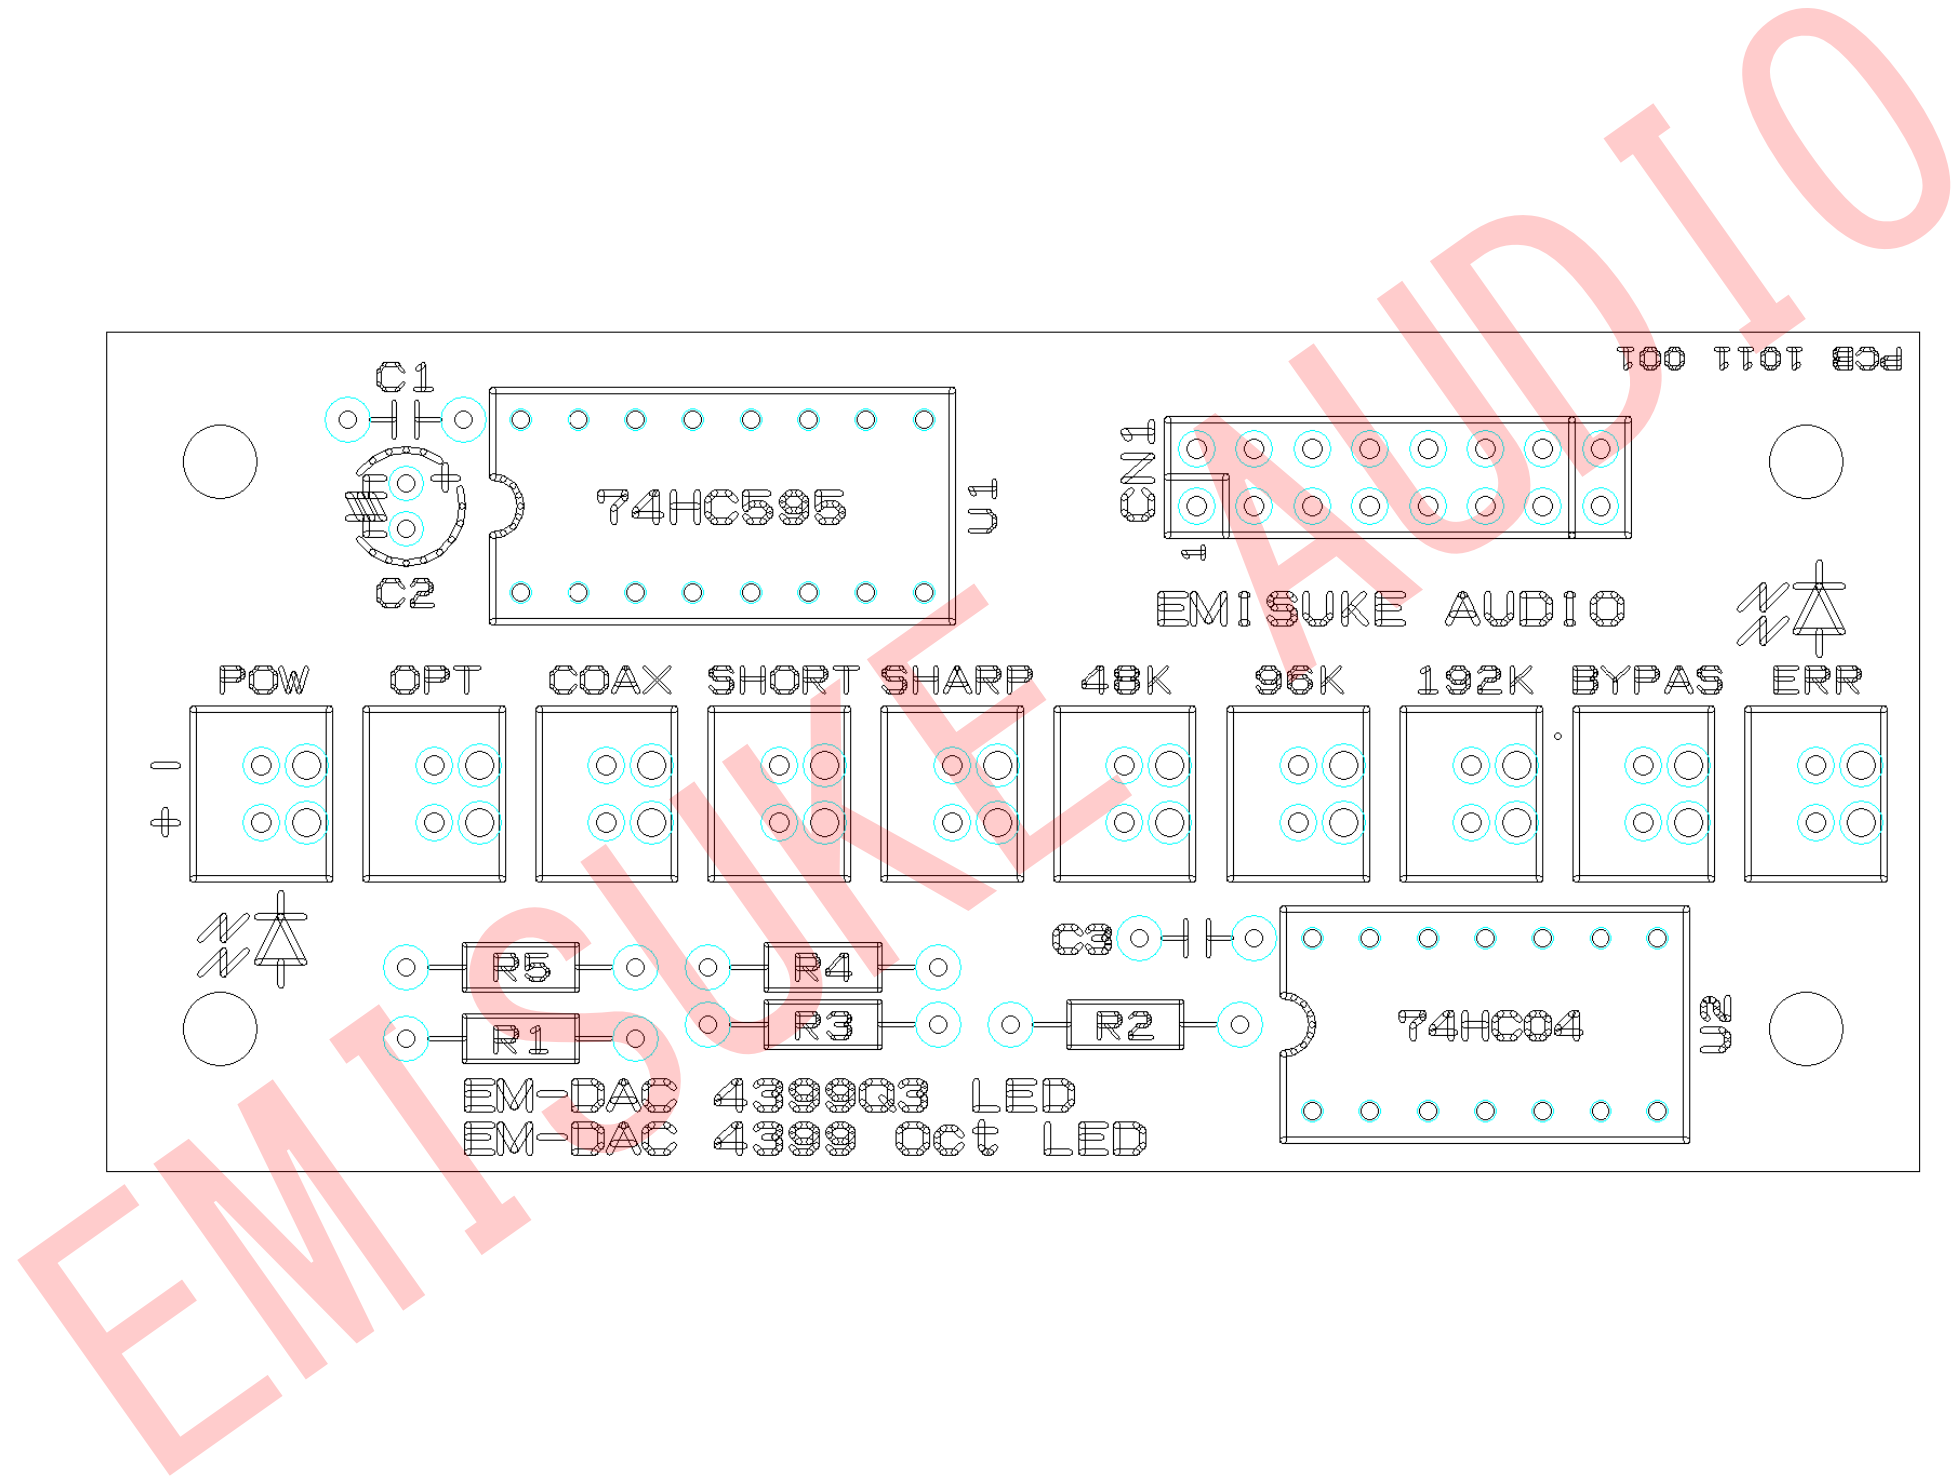 PCB 1011 001
C1
74HC595
U1
CN1
1
C2
EMISUKE AUDIO
POW OPT COAX SHORT SHARP 48K 96K 192K BYPAS ERR
-
+
C3
R5 R4
R1 R3 R2 74HC04 U2
EM-DAC 4399Q3 LED
EM-DAC 4399 Oct LED
EMISUKE AUDIO